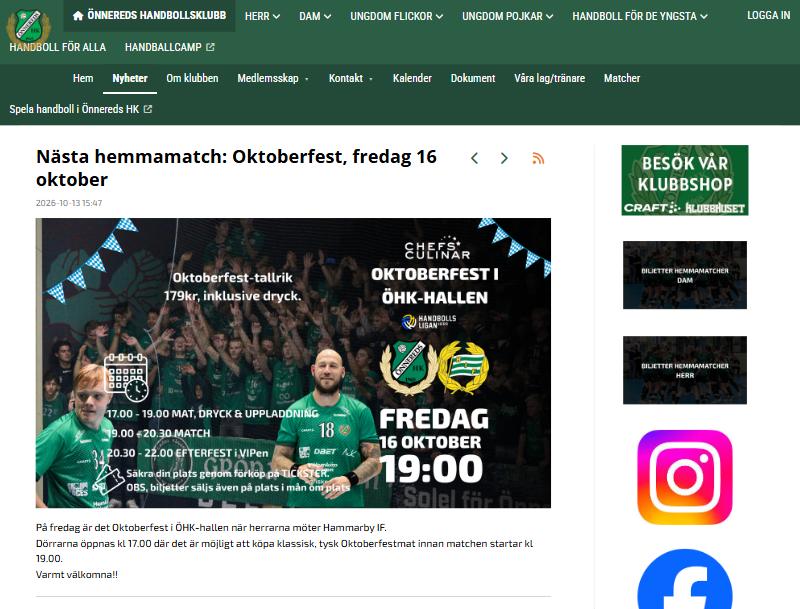 ÖNNEREDS HANDBOLLSKLUBB
HERR
DAM
UNGDOM FLICKOR
UNGDOM POJKAR
HANDBOLL FÖR DE YNGSTA
LOGGA IN
HANDBOLL FÖR ALLA
HANDBALLCAMP
Hem
Nyheter
Om klubben
Medlemsskap
Kontakt
Kalender
Dokument
Våra lag/tränare
Matcher
Spela handboll i Önnereds HK
Nästa hemmamatch: Oktoberfest, fredag 16
oktober
2026-10-13 15:47
Oktoberfest-tallrik
179kr, inklusive dryck.
CHEFS
CULINAR
OKTOBERFEST I
ÖHK-HALLEN
HANDBOLLS
LIGAN HERR
ÖNNEREDS
HK
17.00 - 19.00 MAT, DRYCK & UPPLADDNING
19.00 - 20.30 MATCH
20.30 - 22.00 EFTERFEST I VIPen
Säkra din plats genom förköp på TICKSTER.
OBS, biljetter säljs även på plats i mån om plats
18
DBET
FREDAG
16 OKTOBER
19:00
På fredag är det Oktoberfest i ÖHK-hallen när herrarna möter Hammarby IF.
Dörrarna öppnas kl 17.00 där det är möjligt att köpa klassisk, tysk Oktoberfestmat innan matchen startar kl
19.00.
Varmt välkomna!!
BESÖK VÅR
KLUBBSHOP
CRAFT KLUBBHUSET
BILJETTER HEMMAMATCHER
DAM
BILJETTER HEMMAMATCHER
HERR